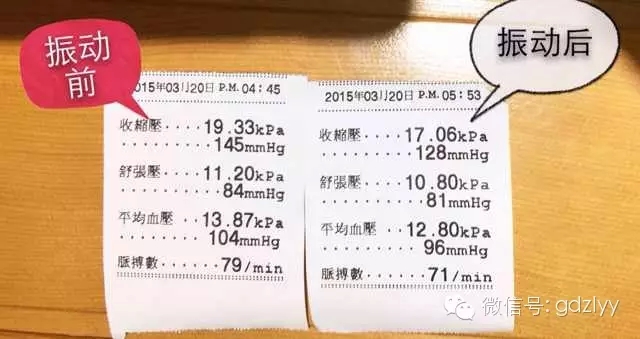 振动
前
2015年03月20日 P.M. 04:45
收縮壓....19.33kPa
.........145mmHg
舒張壓....11.20kPa
.........84mmHg
平均血壓..13.87kPa
.........104mmHg
脈搏數.....79/min
振动后
2015年03月20日 P.M. 05:53
收縮壓....17.06kPa
.........128mmHg
舒張壓....10.80kPa
.........81mmHg
平均血壓..12.80kPa
.........96mmHg
脈搏數......71/min
微信号: gdzlyy